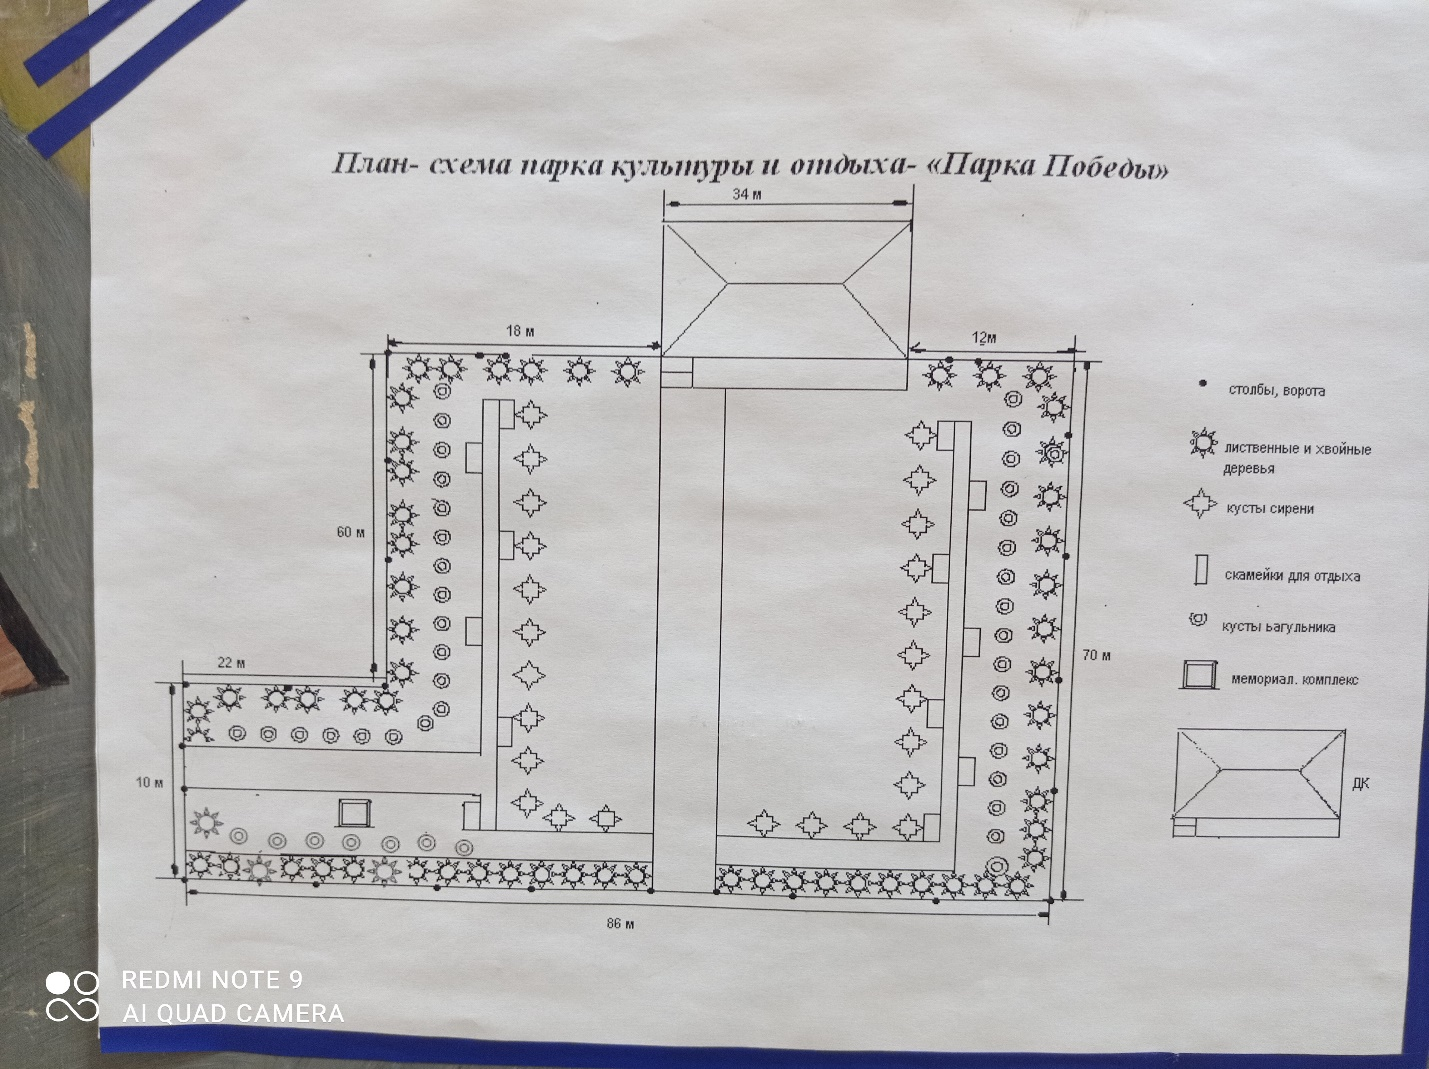 План- схема парка культуры и отдыха- «Парка Победы»
34 м
18 м
12м
60 м
22 м
10 м
70 м
86 м
столбы, ворота
лиственные и хвойные
деревья
кусты сирени
скамейки для отдыха
кусты ьагульника
мемориал. комплекс
ДК
REDMI NOTE 9
AI QUAD CAMERA